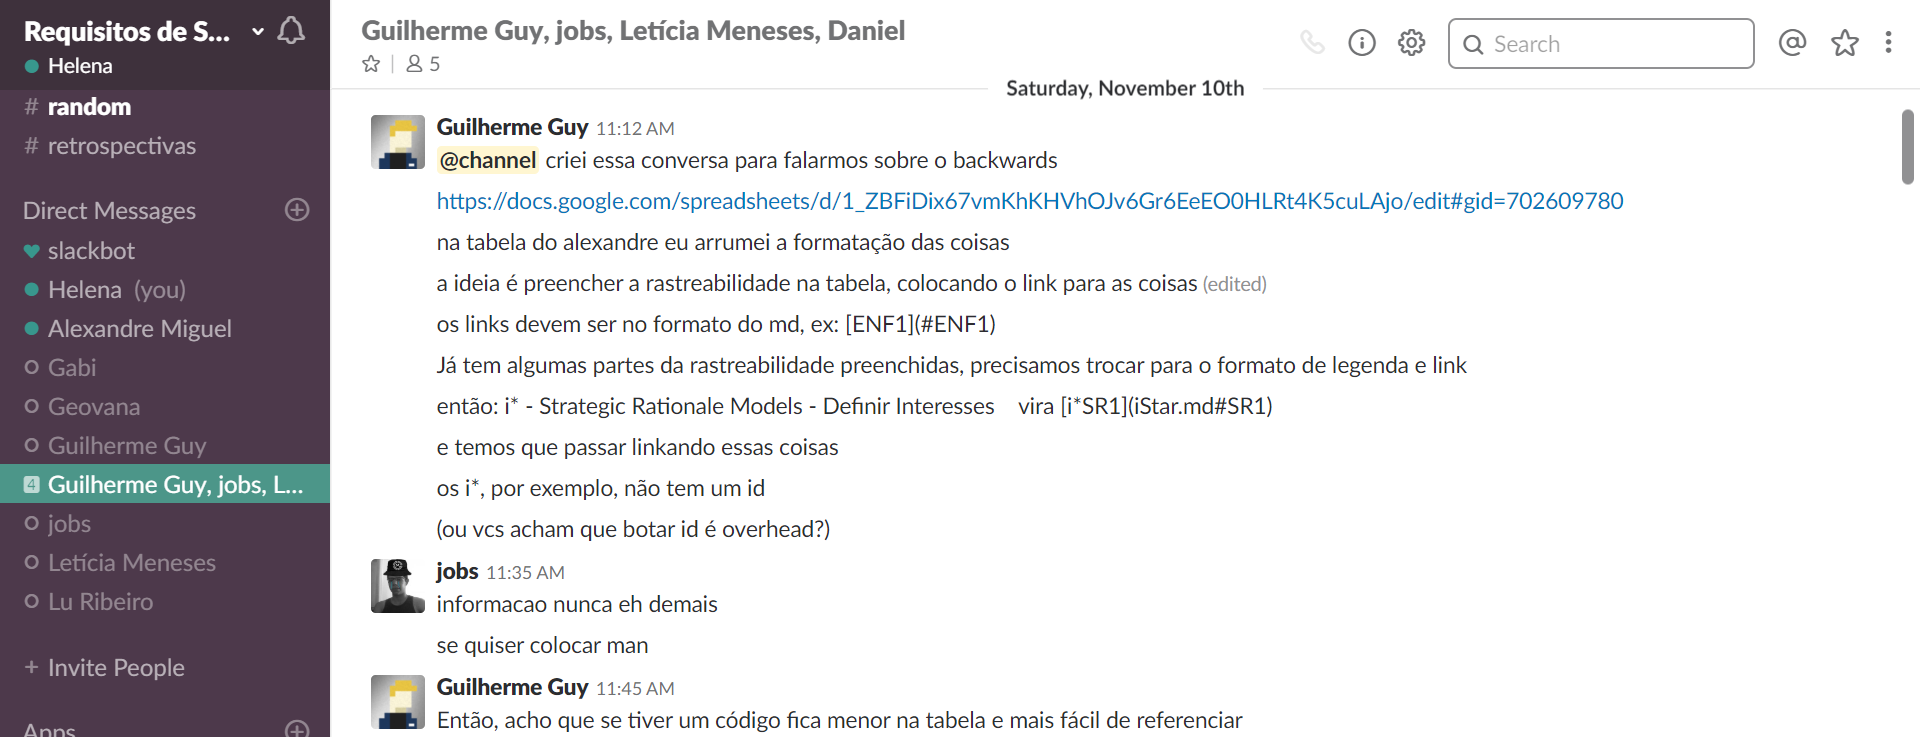 Requisitos de S...
Helena
# random
# retrospectivas
Direct Messages
slackbot
Helena (you)
Alexandre Miguel
Gabi
Geovana
Guilherme Guy
4 Guilherme Guy, jobs, L...
jobs
Letícia Meneses
Lu Ribeiro
+ Invite People
Apps
Guilherme Guy, jobs, Letícia Meneses, Daniel
5
Search
Saturday, November 10th
Guilherme Guy 11:12 AM
@channel criei essa conversa para falarmos sobre o backwards
https://docs.google.com/spreadsheets/d/1_ZBFiDix67vmKhKHVhOJv6Gr6EeEO0HLRt4K5cuLAjo/edit#gid=702609780
na tabela do alexandre eu arrumei a formatação das coisas
a ideia é preencher a rastreabilidade na tabela, colocando o link para as coisas (edited)
os links devem ser no formato do md, ex: [ENF1](#ENF1)
Já tem algumas partes da rastreabilidade preenchidas, precisamos trocar para o formato de legenda e link
então: i* - Strategic Rationale Models - Definir Interesses vira [i*SR1](iStar.md#SR1)
e temos que passar linkando essas coisas
os i*, por exemplo, não tem um id
(ou vcs acham que botar id é overhead?)
jobs 11:35 AM
informacao nunca eh demais
se quiser colocar man
Guilherme Guy 11:45 AM
Então, acho que se tiver um código fica menor na tabela e mais fácil de referenciar